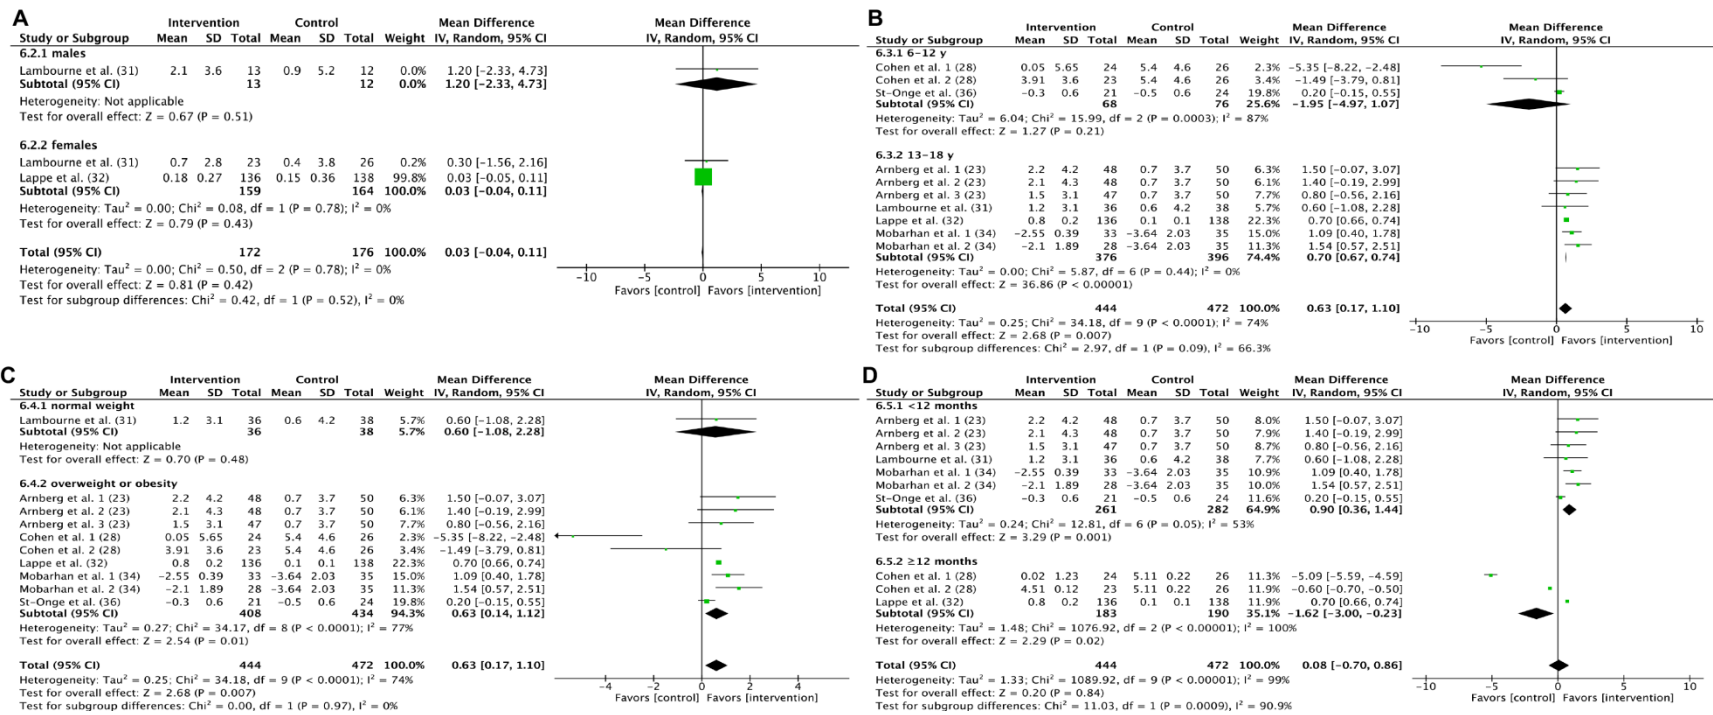 A
Intervention Control Mean Difference Mean Difference
Study or Subgroup Mean SD Total Mean SD Total Weight IV, Random, 95% CI IV, Random, 95% CI
6.2.1 males
Lambourne et al. (31) 2.1 3.6 13 0.9 5.2 12 0.0% 1.20 [-2.33, 4.73]
Subtotal (95% CI) 13 12 0.0% 1.20 [-2.33, 4.73]
Heterogeneity: Not applicable
Test for overall effect: Z = 0.67 (P = 0.51)
6.2.2 females
Lambourne et al. (31) 0.7 2.8 23 0.4 3.8 26 0.2% 0.30 [-1.56, 2.16]
Lappe et al. (32) 0.18 0.27 136 0.15 0.36 138 99.8% 0.03 [-0.05, 0.11]
Subtotal (95% CI) 159 164 100.0% 0.03 [-0.04, 0.11]
Heterogeneity: Tau² = 0.00; Chi² = 0.08, df = 1 (P = 0.78); I² = 0%
Test for overall effect: Z = 0.79 (P = 0.43)
Total (95% CI) 172 176 100.0% 0.03 [-0.04, 0.11]
Heterogeneity: Tau² = 0.00; Chi² = 0.50, df = 2 (P = 0.78); I² = 0%
Test for overall effect: Z = 0.81 (P = 0.42)
Test for subgroup differences: Chi² = 0.42, df = 1 (P = 0.52), I² = 0%
-10 -5 0 5 10
Favors [control] Favors [intervention]
B
Intervention Control Mean Difference Mean Difference
Study or Subgroup Mean SD Total Mean SD Total Weight IV, Random, 95% CI IV, Random, 95% CI
6.3.1 6-12 y
Cohen et al. 1 (28) 0.05 5.65 24 5.4 4.6 26 2.3% -5.35 [-8.22, -2.48]
Cohen et al. 2 (28) 3.91 3.6 23 5.4 4.6 26 3.4% -1.49 [-3.79, 0.81]
St-Onge et al. (36) -0.3 0.6 21 -0.5 0.6 24 19.8% 0.20 [-0.15, 0.55]
Subtotal (95% CI) 68 76 25.6% -1.95 [-4.97, 1.07]
Heterogeneity: Tau² = 6.04; Chi² = 15.99, df = 2 (P = 0.0003); I² = 87%
Test for overall effect: Z = 1.27 (P = 0.21)
6.3.2 13-18 y
Arnberg et al. 1 (23) 2.2 4.2 48 0.7 3.7 50 6.3% 1.50 [-0.07, 3.07]
Arnberg et al. 2 (23) 2.1 4.3 48 0.7 3.7 50 6.1% 1.40 [-0.19, 2.99]
Arnberg et al. 3 (23) 1.5 3.1 47 0.7 3.7 50 7.7% 0.80 [-0.56, 2.16]
Lambourne et al. (31) 1.2 3.1 36 0.6 4.2 38 5.7% 0.60 [-1.08, 2.28]
Lappe et al. (32) 0.8 0.2 136 0.1 0.1 138 22.3% 0.70 [0.66, 0.74]
Mobarhan et al. 1 (34) -2.55 0.39 33 -3.64 2.03 35 15.0% 1.09 [0.40, 1.78]
Mobarhan et al. 2 (34) -2.1 1.89 28 -3.64 2.03 35 11.3% 1.54 [0.57, 2.51]
Subtotal (95% CI) 376 396 74.4% 0.70 [0.67, 0.74]
Heterogeneity: Tau² = 0.00; Chi² = 5.87, df = 6 (P = 0.44); I² = 0%
Test for overall effect: Z = 36.86 (P < 0.00001)
Total (95% CI) 444 472 100.0% 0.63 [0.17, 1.10]
Heterogeneity: Tau² = 0.25; Chi² = 34.18, df = 9 (P < 0.0001); I² = 74%
Test for overall effect: Z = 2.68 (P = 0.007)
Test for subgroup differences: Chi² = 2.97, df = 1 (P = 0.09), I² = 66.3%
-10 -5 0 5 10
Favors [control] Favors [intervention]
C
Intervention Control Mean Difference Mean Difference
Study or Subgroup Mean SD Total Mean SD Total Weight IV, Random, 95% CI IV, Random, 95% CI
6.4.1 normal weight
Lambourne et al. (31) 1.2 3.1 36 0.6 4.2 38 5.7% 0.60 [-1.08, 2.28]
Subtotal (95% CI) 36 38 5.7% 0.60 [-1.08, 2.28]
Heterogeneity: Not applicable
Test for overall effect: Z = 0.70 (P = 0.48)
6.4.2 overweight or obesity
Arnberg et al. 1 (23) 2.2 4.2 48 0.7 3.7 50 6.3% 1.50 [-0.07, 3.07]
Arnberg et al. 2 (23) 2.1 4.3 48 0.7 3.7 50 6.1% 1.40 [-0.19, 2.99]
Arnberg et al. 3 (23) 1.5 3.1 47 0.7 3.7 50 7.7% 0.80 [-0.56, 2.16]
Cohen et al. 1 (28) 0.05 5.65 24 5.4 4.6 26 2.3% -5.35 [-8.22, -2.48]
Cohen et al. 2 (28) 3.91 3.6 23 5.4 4.6 26 3.4% -1.49 [-3.79, 0.81]
Lappe et al. (32) 0.8 0.2 136 0.1 0.1 138 22.3% 0.70 [0.66, 0.74]
Mobarhan et al. 1 (34) -2.55 0.39 33 -3.64 2.03 35 15.0% 1.09 [0.40, 1.78]
Mobarhan et al. 2 (34) -2.1 1.89 28 -3.64 2.03 35 11.3% 1.54 [0.57, 2.51]
St-Onge et al. (36) -0.3 0.6 21 -0.5 0.6 24 19.8% 0.20 [-0.15, 0.55]
Subtotal (95% CI) 408 434 94.3% 0.63 [0.14, 1.12]
Heterogeneity: Tau² = 0.27; Chi² = 34.17, df = 8 (P < 0.0001); I² = 77%
Test for overall effect: Z = 2.54 (P = 0.01)
Total (95% CI) 444 472 100.0% 0.63 [0.17, 1.10]
Heterogeneity: Tau² = 0.25; Chi² = 34.18, df = 9 (P < 0.0001); I² = 74%
Test for overall effect: Z = 2.68 (P = 0.007)
Test for subgroup differences: Chi² = 0.00, df = 1 (P = 0.97), I² = 0%
-4 -2 0 2 4
Favors [control] Favors [intervention]
D
Intervention Control Mean Difference Mean Difference
Study or Subgroup Mean SD Total Mean SD Total Weight IV, Random, 95% CI IV, Random, 95% CI
6.5.1 <12 months
Arnberg et al. 1 (23) 2.2 4.2 48 0.7 3.7 50 8.0% 1.50 [-0.07, 3.07]
Arnberg et al. 2 (23) 2.1 4.3 48 0.7 3.7 50 7.9% 1.40 [-0.19, 2.99]
Arnberg et al. 3 (23) 1.5 3.1 47 0.7 3.7 50 8.4% 0.80 [-0.56, 2.16]
Lambourne et al. (31) 1.2 3.1 36 0.6 4.2 38 7.7% 0.60 [-1.08, 2.28]
Mobarhan et al. 1 (34) -2.55 0.39 33 -3.64 2.03 35 10.9% 1.09 [0.40, 1.78]
Mobarhan et al. 2 (34) -2.1 1.89 28 -3.64 2.03 35 10.2% 1.54 [0.57, 2.51]
St-Onge et al. (36) -0.3 0.6 21 -0.5 0.6 24 11.6% 0.20 [-0.15, 0.55]
Subtotal (95% CI) 261 282 64.9% 0.90 [0.36, 1.44]
Heterogeneity: Tau² = 0.24; Chi² = 12.81, df = 6 (P = 0.05); I² = 53%
Test for overall effect: Z = 3.29 (P = 0.001)
6.5.2 ≥12 months
Cohen et al. 1 (28) 0.02 1.23 24 5.11 0.22 26 11.3% -5.09 [-5.59, -4.59]
Cohen et al. 2 (28) 4.51 0.12 23 5.11 0.22 26 11.9% -0.60 [-0.70, -0.50]
Lappe et al. (32) 0.8 0.2 136 0.1 0.1 138 11.9% 0.70 [0.66, 0.74]
Subtotal (95% CI) 183 190 35.1% -1.62 [-3.00, -0.23]
Heterogeneity: Tau² = 1.48; Chi² = 1076.92, df = 2 (P < 0.00001); I² = 100%
Test for overall effect: Z = 2.29 (P = 0.02)
Total (95% CI) 444 472 100.0% 0.08 [-0.70, 0.86]
Heterogeneity: Tau² = 1.33; Chi² = 1089.92, df = 9 (P < 0.00001); I² = 99%
Test for overall effect: Z = 0.20 (P = 0.84)
Test for subgroup differences: Chi² = 11.03, df = 1 (P = 0.0009), I² = 90.9%
-10 -5 0 5 10
Favors [control] Favors [intervention]